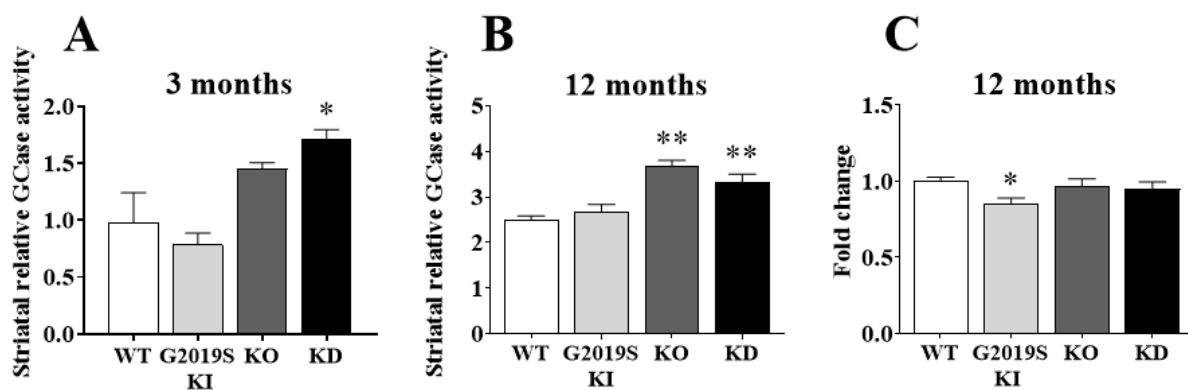 A
3 months
Striatal relative GCase activity
2.0
1.5
1.0
0.5
0.0
*
WT G2019S KO KD
KI
B
12 months
Striatal relative GCase activity
5
4
3
2
1
0
** **
WT G2019S KO KD
KI
C
12 months
Fold change
1.5
1.0
0.5
0.0
*
WT G2019S KO KD
KI